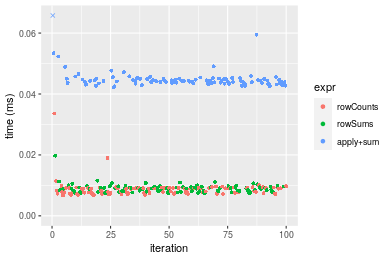 time (ms)
0.06
0.04
0.02
0.00
0
25
50
75
100
iteration
expr
rowCounts
rowSums
apply+sum